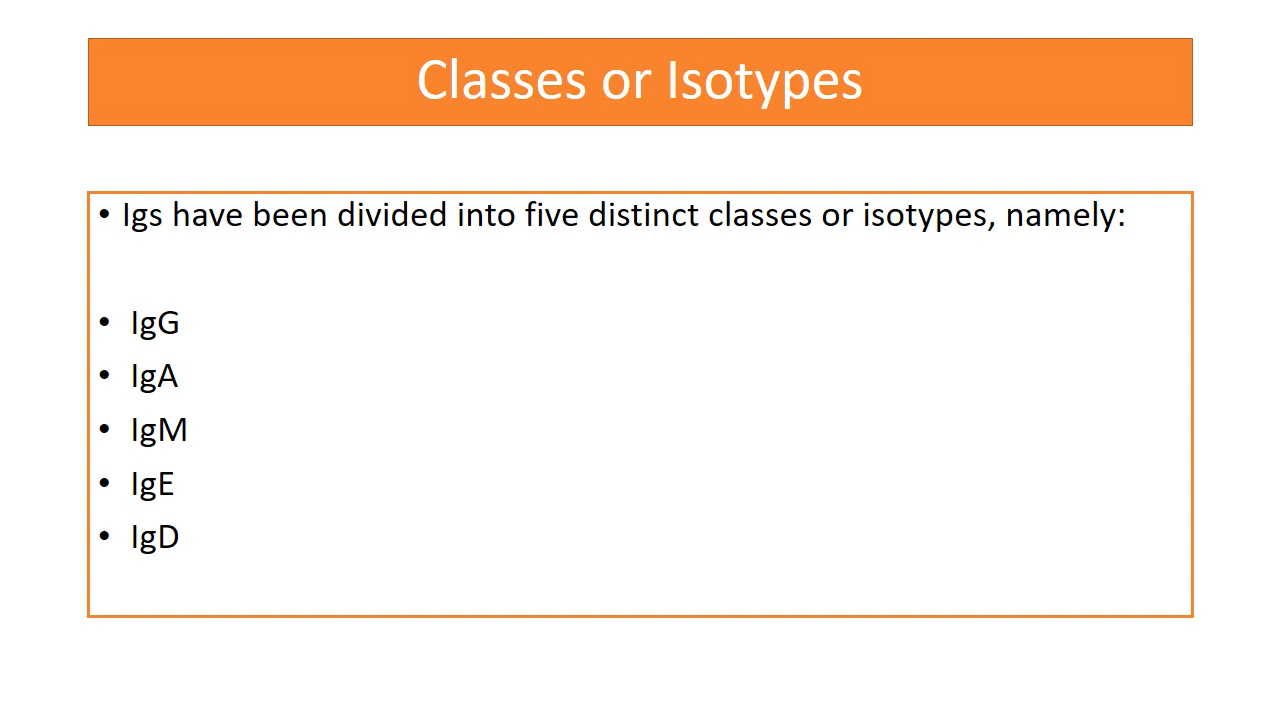 Classes or Isotypes
• Igs have been divided into five distinct classes or isotypes, namely:
• IgG
• IgA
• IgM
• IgE
• IgD